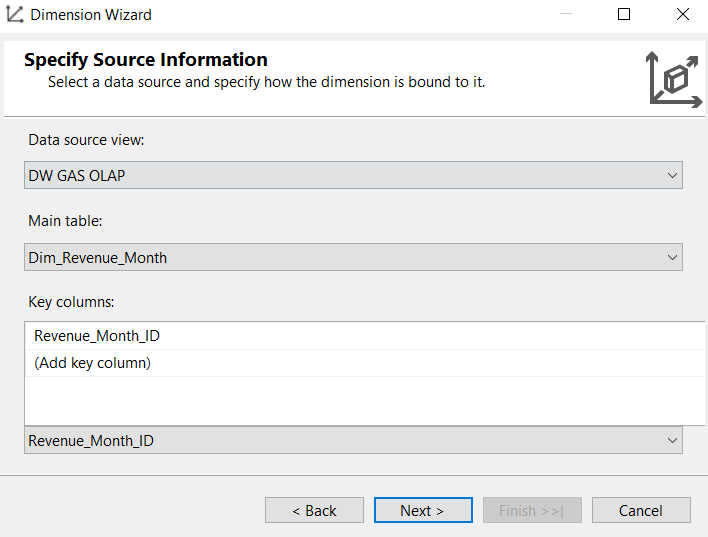 Dimension Wizard
Specify Source Information
Select a data source and specify how the dimension is bound to it.
Data source view:
DW GAS OLAP
Main table:
Dim_Revenue_Month
Key columns:
Revenue_Month_ID
(Add key column)
Revenue_Month_ID
< Back
Next >
Finish >>|
Cancel